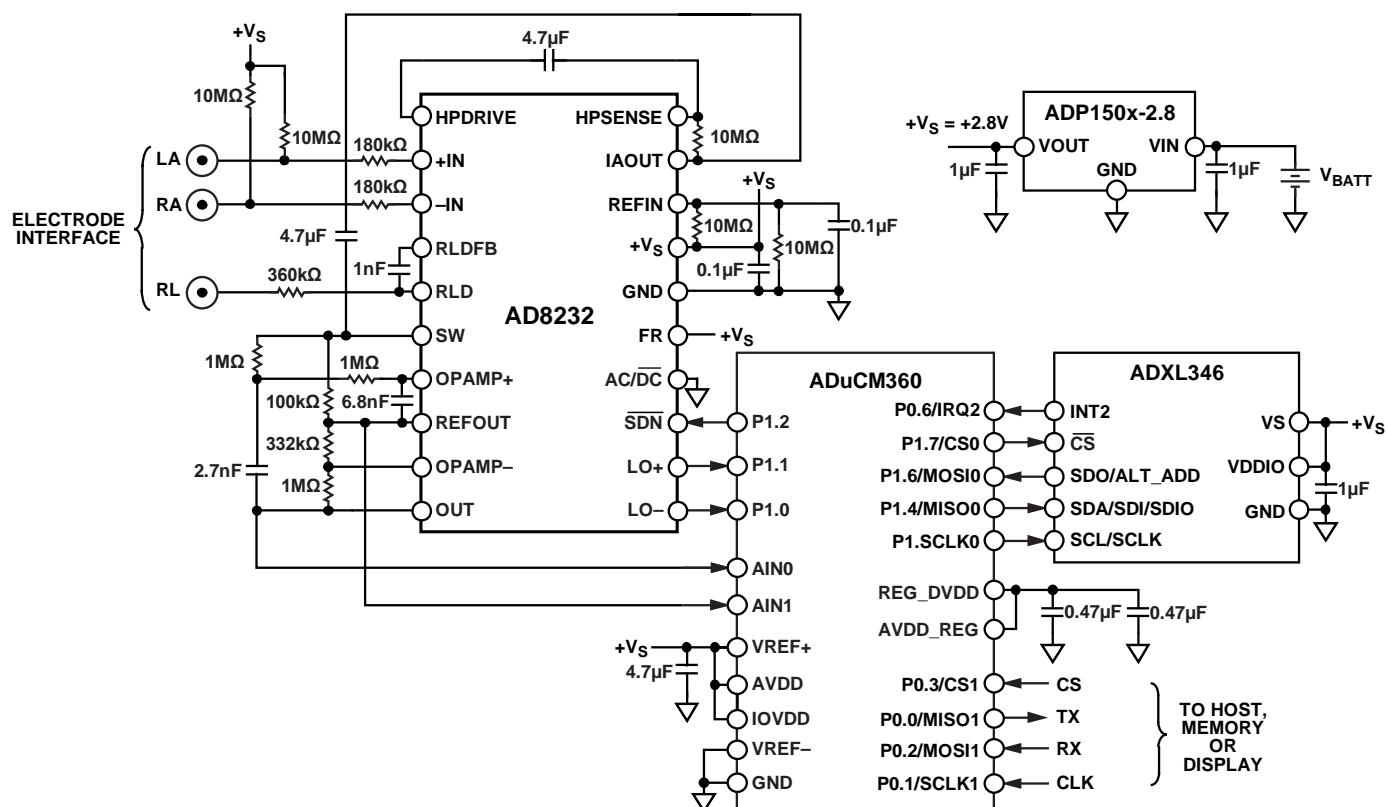 4.7µF
+VS
10MΩ
10MΩ
LA
180kΩ
RA
180kΩ
ELECTRODE
INTERFACE
4.7µF
1nF
RL
360kΩ
HPDRIVE
+IN
–IN
RLDFB
RLD
SW
OPAMP+
REFOUT
OPAMP–
OUT
AD8232
HPSENSE
IAOUT
REFIN
+VS
GND
FR
AC/DC
SDN
LO+
LO–
10MΩ
+VS
10MΩ
10MΩ
0.1µF
0.1µF
+VS
1MΩ
1MΩ
100kΩ
6.8nF
332kΩ
2.7nF
1MΩ
ADP150x-2.8
+VS = +2.8V
VOUT
VIN
GND
1µF
1µF
VBATT
ADuCM360
P1.2
P1.1
P1.0
AIN0
AIN1
+VS
4.7µF
VREF+
AVDD
IOVDD
VREF–
GND
P0.6/IRQ2
P1.7/CS0
P1.6/MOSI0
P1.4/MISO0
P1.SCLK0
REG_DVDD
AVDD_REG
0.47µF
0.47µF
P0.3/CS1
P0.0/MISO1
P0.2/MOSI1
P0.1/SCLK1
CS
TX
RX
CLK
TO HOST,
MEMORY
OR
DISPLAY
ADXL346
INT2
CS
SDO/ALT_ADD
SDA/SDI/SDIO
SCL/SCLK
VS
VDDIO
GND
+VS
1µF